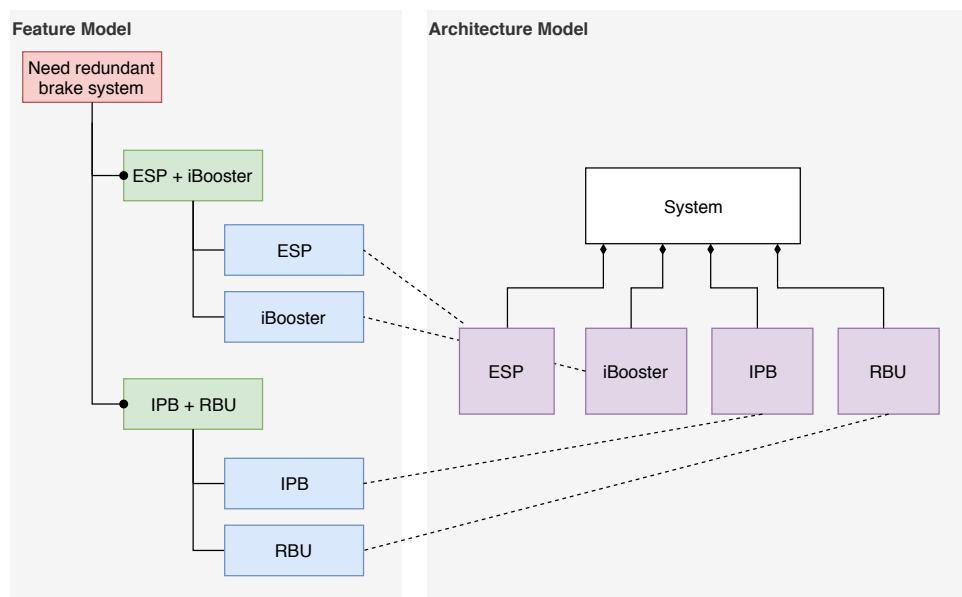 Feature Model
Need redundant
brake system
ESP + iBooster
ESP
iBooster
IPB + RBU
IPB
RBU
Architecture Model
System
ESP
iBooster
IPB
RBU